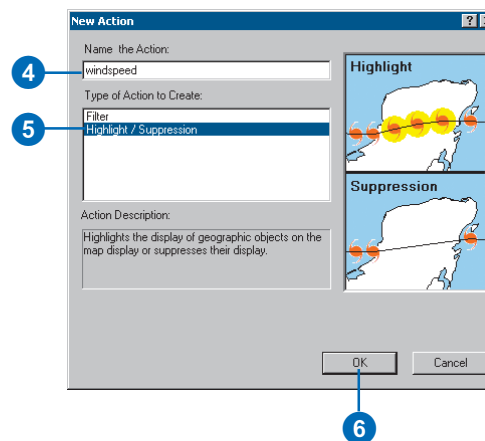 New Action
?
Name the Action:
4
windspeed
Type of Action to Create:
Filter
5
Highlight / Suppression
Action Description:
Highlights the display of geographic objects on the
map display or suppresses their display.
Highlight
Suppression
OK
Cancel
6